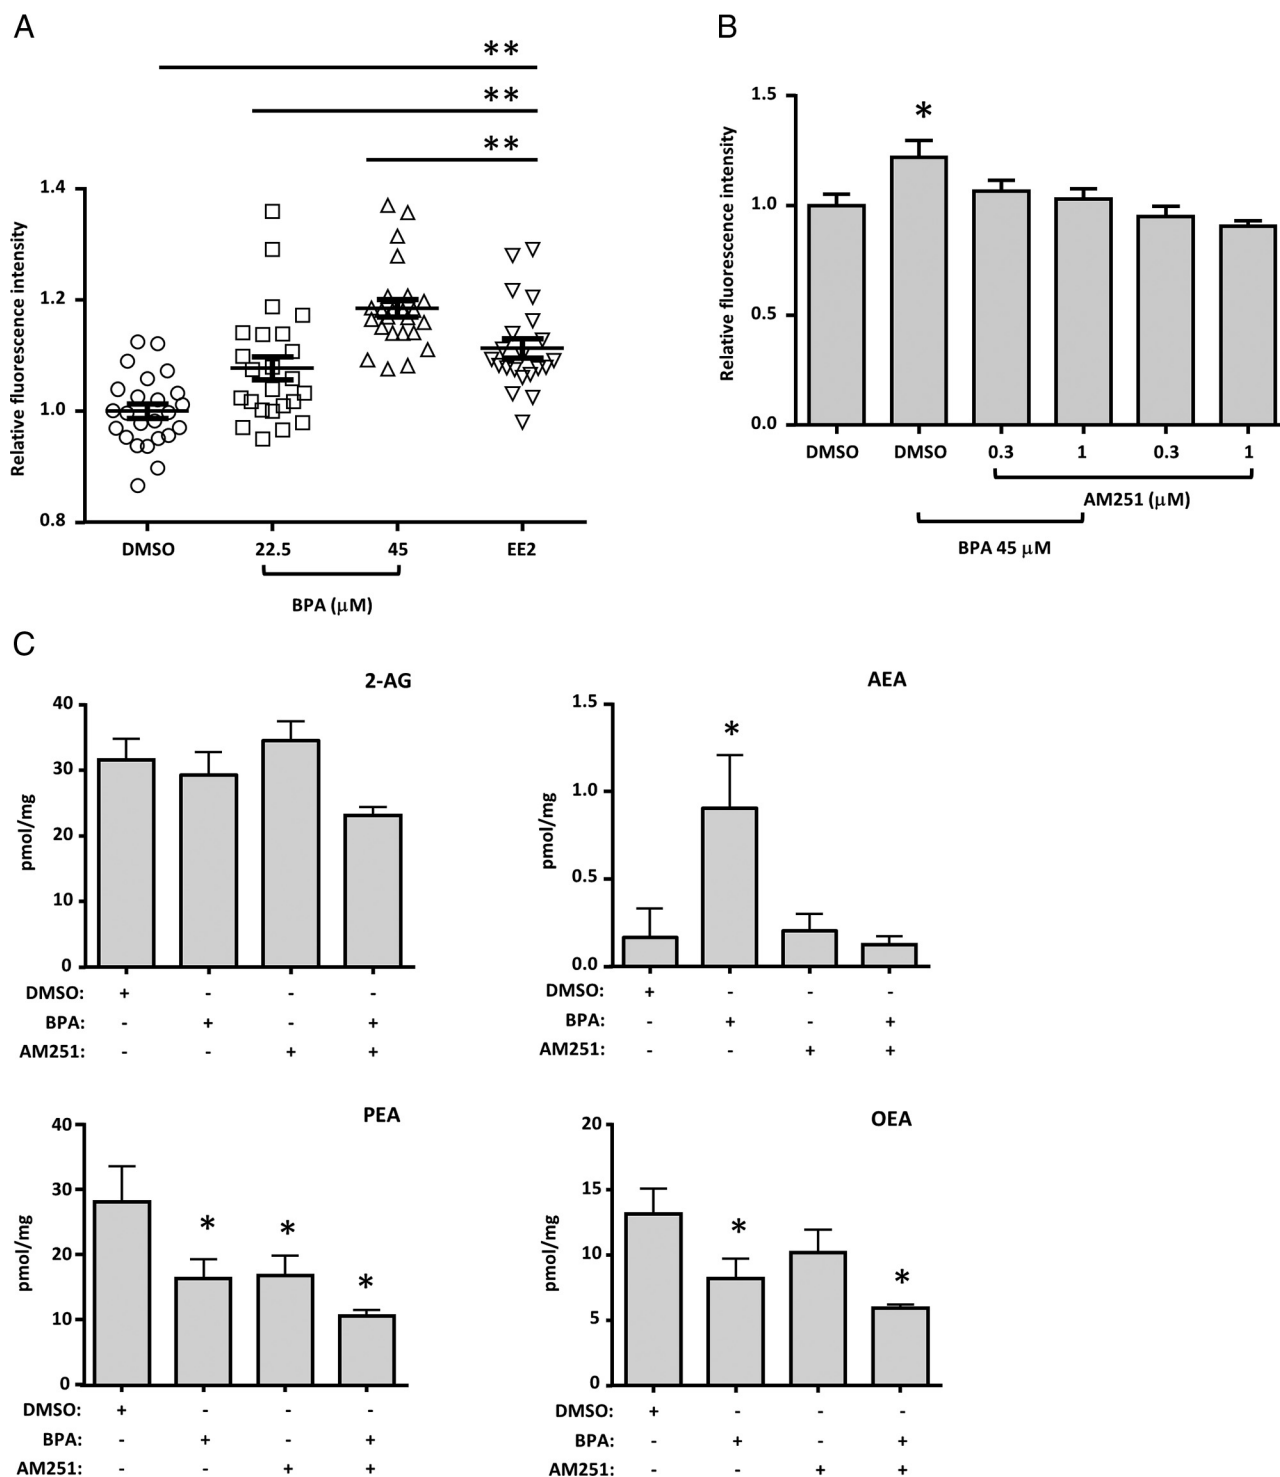 A
**
**
**
Relative fluorescence intensity
1.4
1.2
1.0
0.8
DMSO 22.5 45 EE2
BPA (μM)
B
*
Relative fluorescence intensity
1.5
1.0
0.5
0.0
DMSO DMSO 0.3 1 0.3 1
AM251 (μM)
BPA 45 μM
C
2-AG
pmol/mg
40
30
20
10
0
DMSO: + - - -
BPA: - + - +
AM251: - - + +
AEA
*
pmol/mg
1.5
1.0
0.5
0.0
DMSO: + - - -
BPA: - + - +
AM251: - - + +
PEA
* * *
pmol/mg
40
30
20
10
0
DMSO: + - - -
BPA: - + - +
AM251: - - + +
OEA
* *
pmol/mg
20
15
10
5
0
DMSO: + - - -
BPA: - + - +
AM251: - - + +